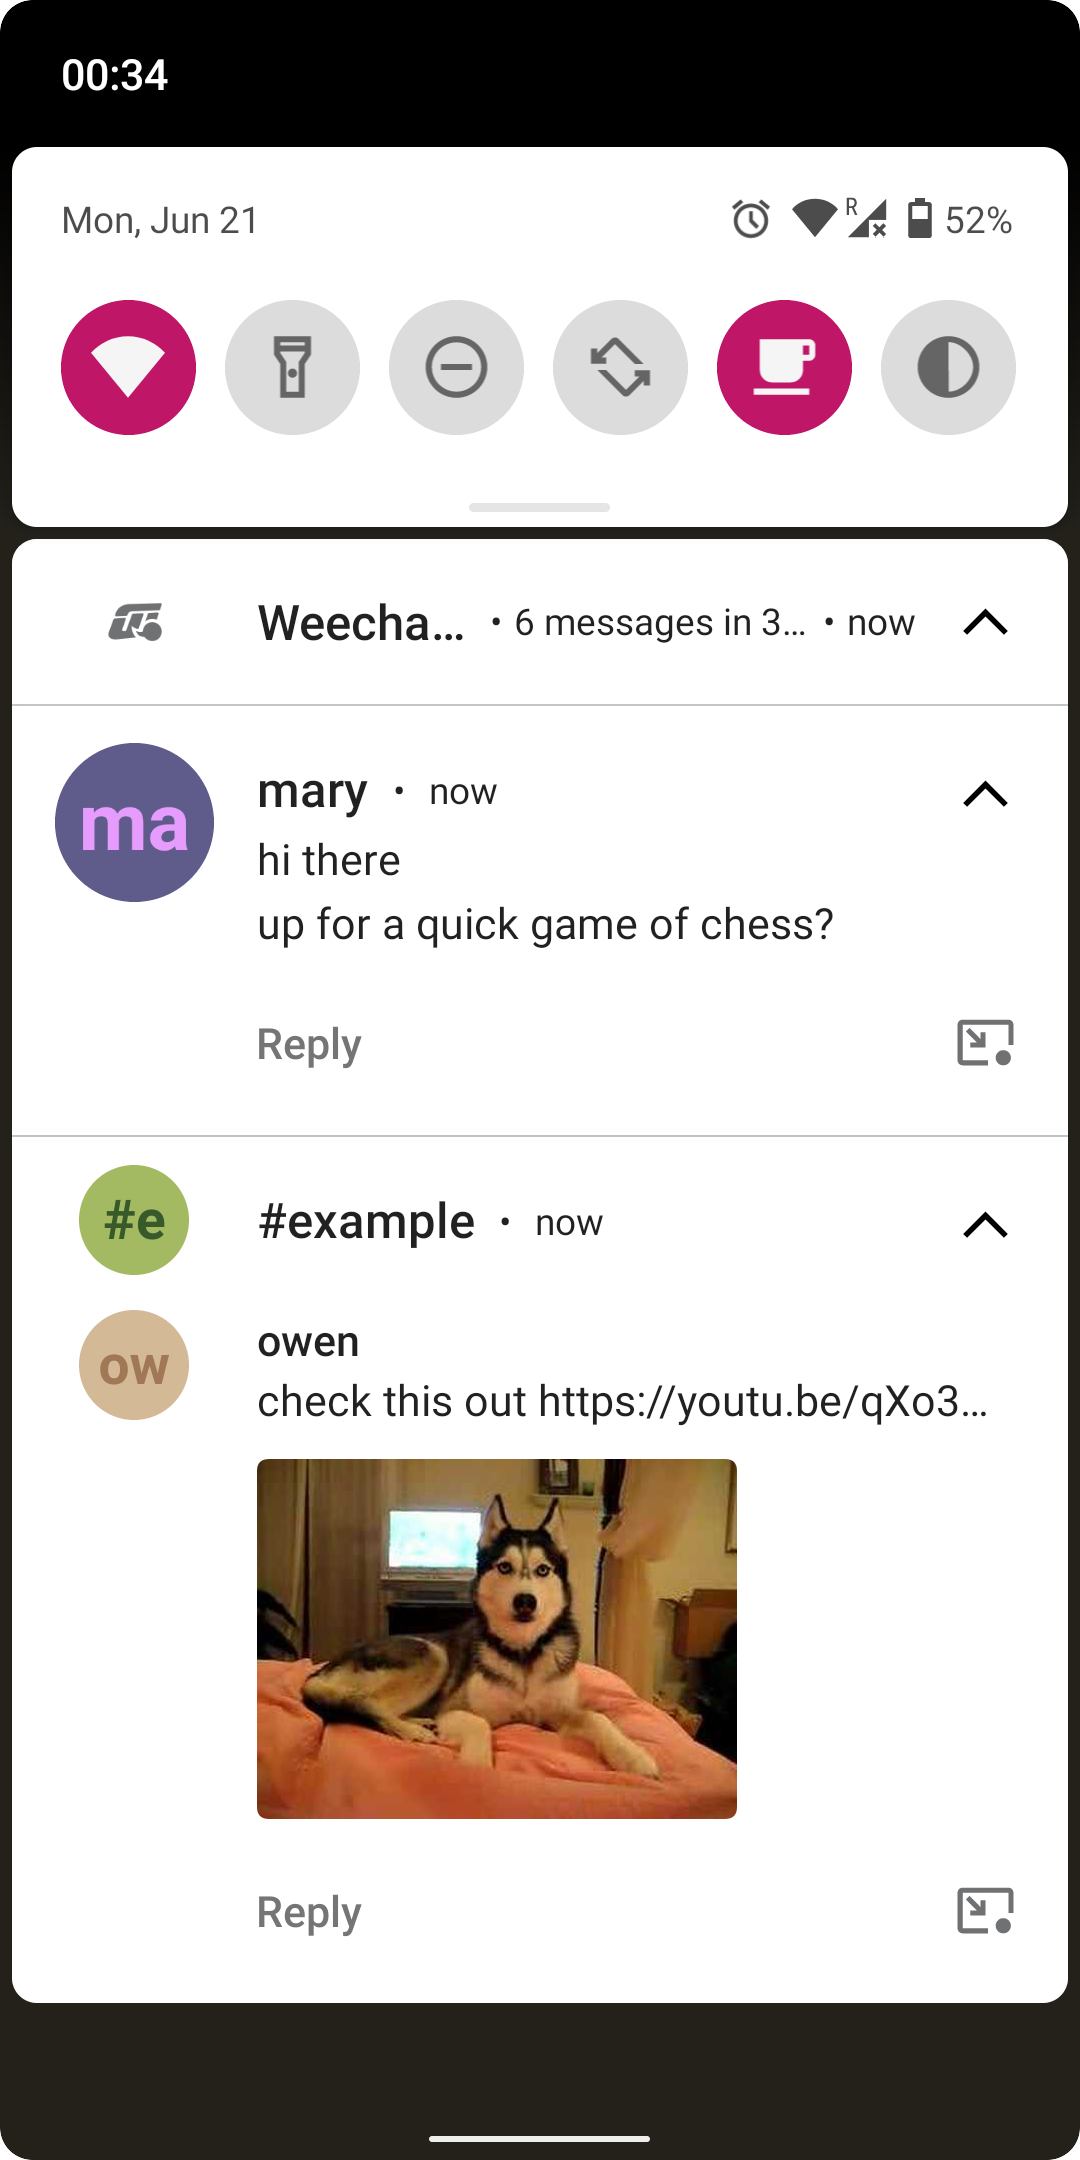 00:34
Mon, Jun 21
R
52%
Weecha... • 6 messages in 3... • now
ma
mary • now
hi there
up for a quick game of chess?
Reply
#e
#example • now
ow
owen
check this out https://youtu.be/qXo3...
Reply